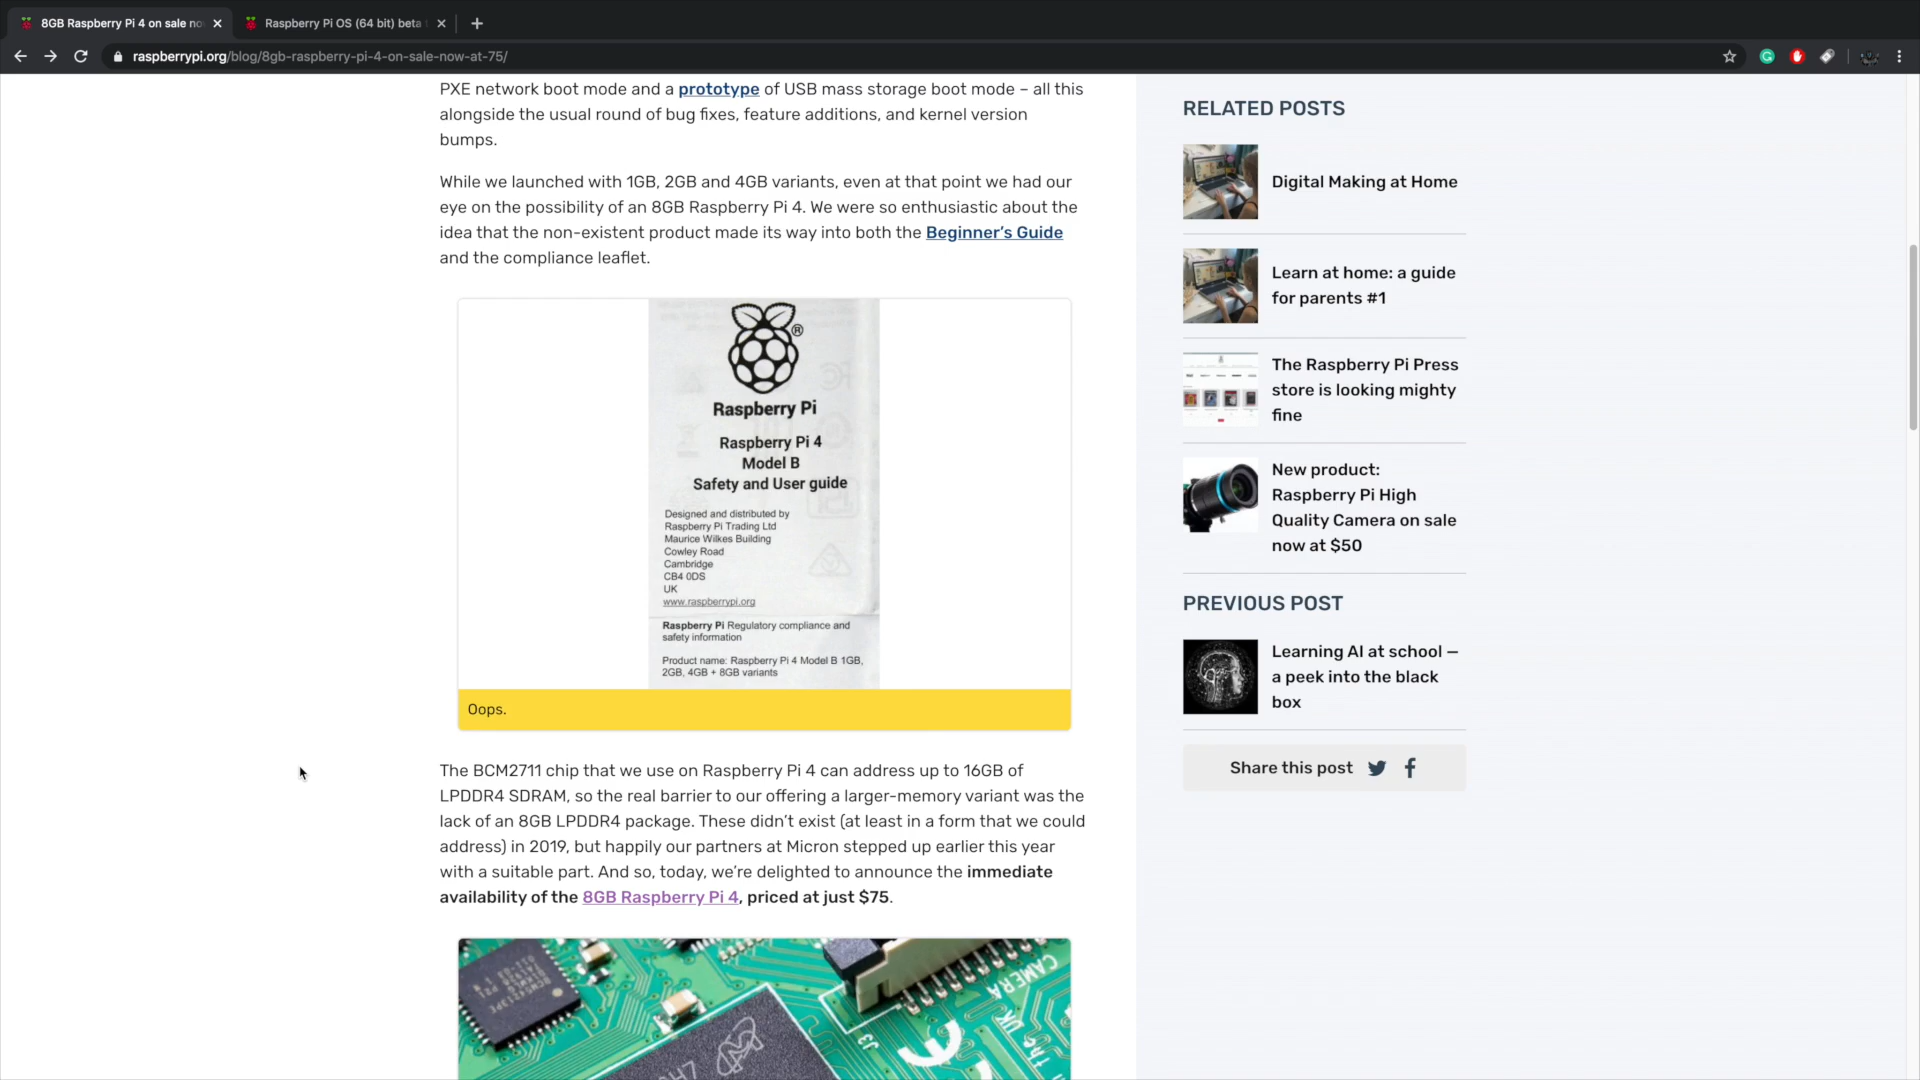 8GB Raspberry Pi 4 on sale no
Raspberry Pi OS (64 bit) beta
raspberrypi.org/blog/8gb-raspberry-pi-4-on-sale-now-at-75/
PXE network boot mode and a prototype of USB mass storage boot mode – all this
alongside the usual round of bug fixes, feature additions, and kernel version
bumps.
While we launched with 1GB, 2GB and 4GB variants, even at that point we had our
eye on the possibility of an 8GB Raspberry Pi 4. We were so enthusiastic about the
idea that the non-existent product made its way into both the Beginner’s Guide
and the compliance leaflet.
®
Raspberry Pi
Raspberry Pi 4
Model B
Safety and User guide
Designed and distributed by
Raspberry Pi Trading Ltd
Maurice Wilkes Building
Cowley Road
Cambridge
CB4 0DS
UK
www.raspberrypi.org
Raspberry Pi Regulatory compliance and
safety information
Product name: Raspberry Pi 4 Model B 1GB,
2GB, 4GB + 8GB variants
Oops.
The BCM2711 chip that we use on Raspberry Pi 4 can address up to 16GB of
LPDDR4 SDRAM, so the real barrier to our offering a larger-memory variant was the
lack of an 8GB LPDDR4 package. These didn’t exist (at least in a form that we could
address) in 2019, but happily our partners at Micron stepped up earlier this year
with a suitable part. And so, today, we’re delighted to announce the immediate
availability of the 8GB Raspberry Pi 4, priced at just $75.
CAMERA
J3
CE
UK
RELATED POSTS
Digital Making at Home
Learn at home: a guide
for parents #1
The Raspberry Pi Press
store is looking mighty
fine
New product:
Raspberry Pi High
Quality Camera on sale
now at $50
PREVIOUS POST
Learning AI at school –
a peek into the black
box
Share this post